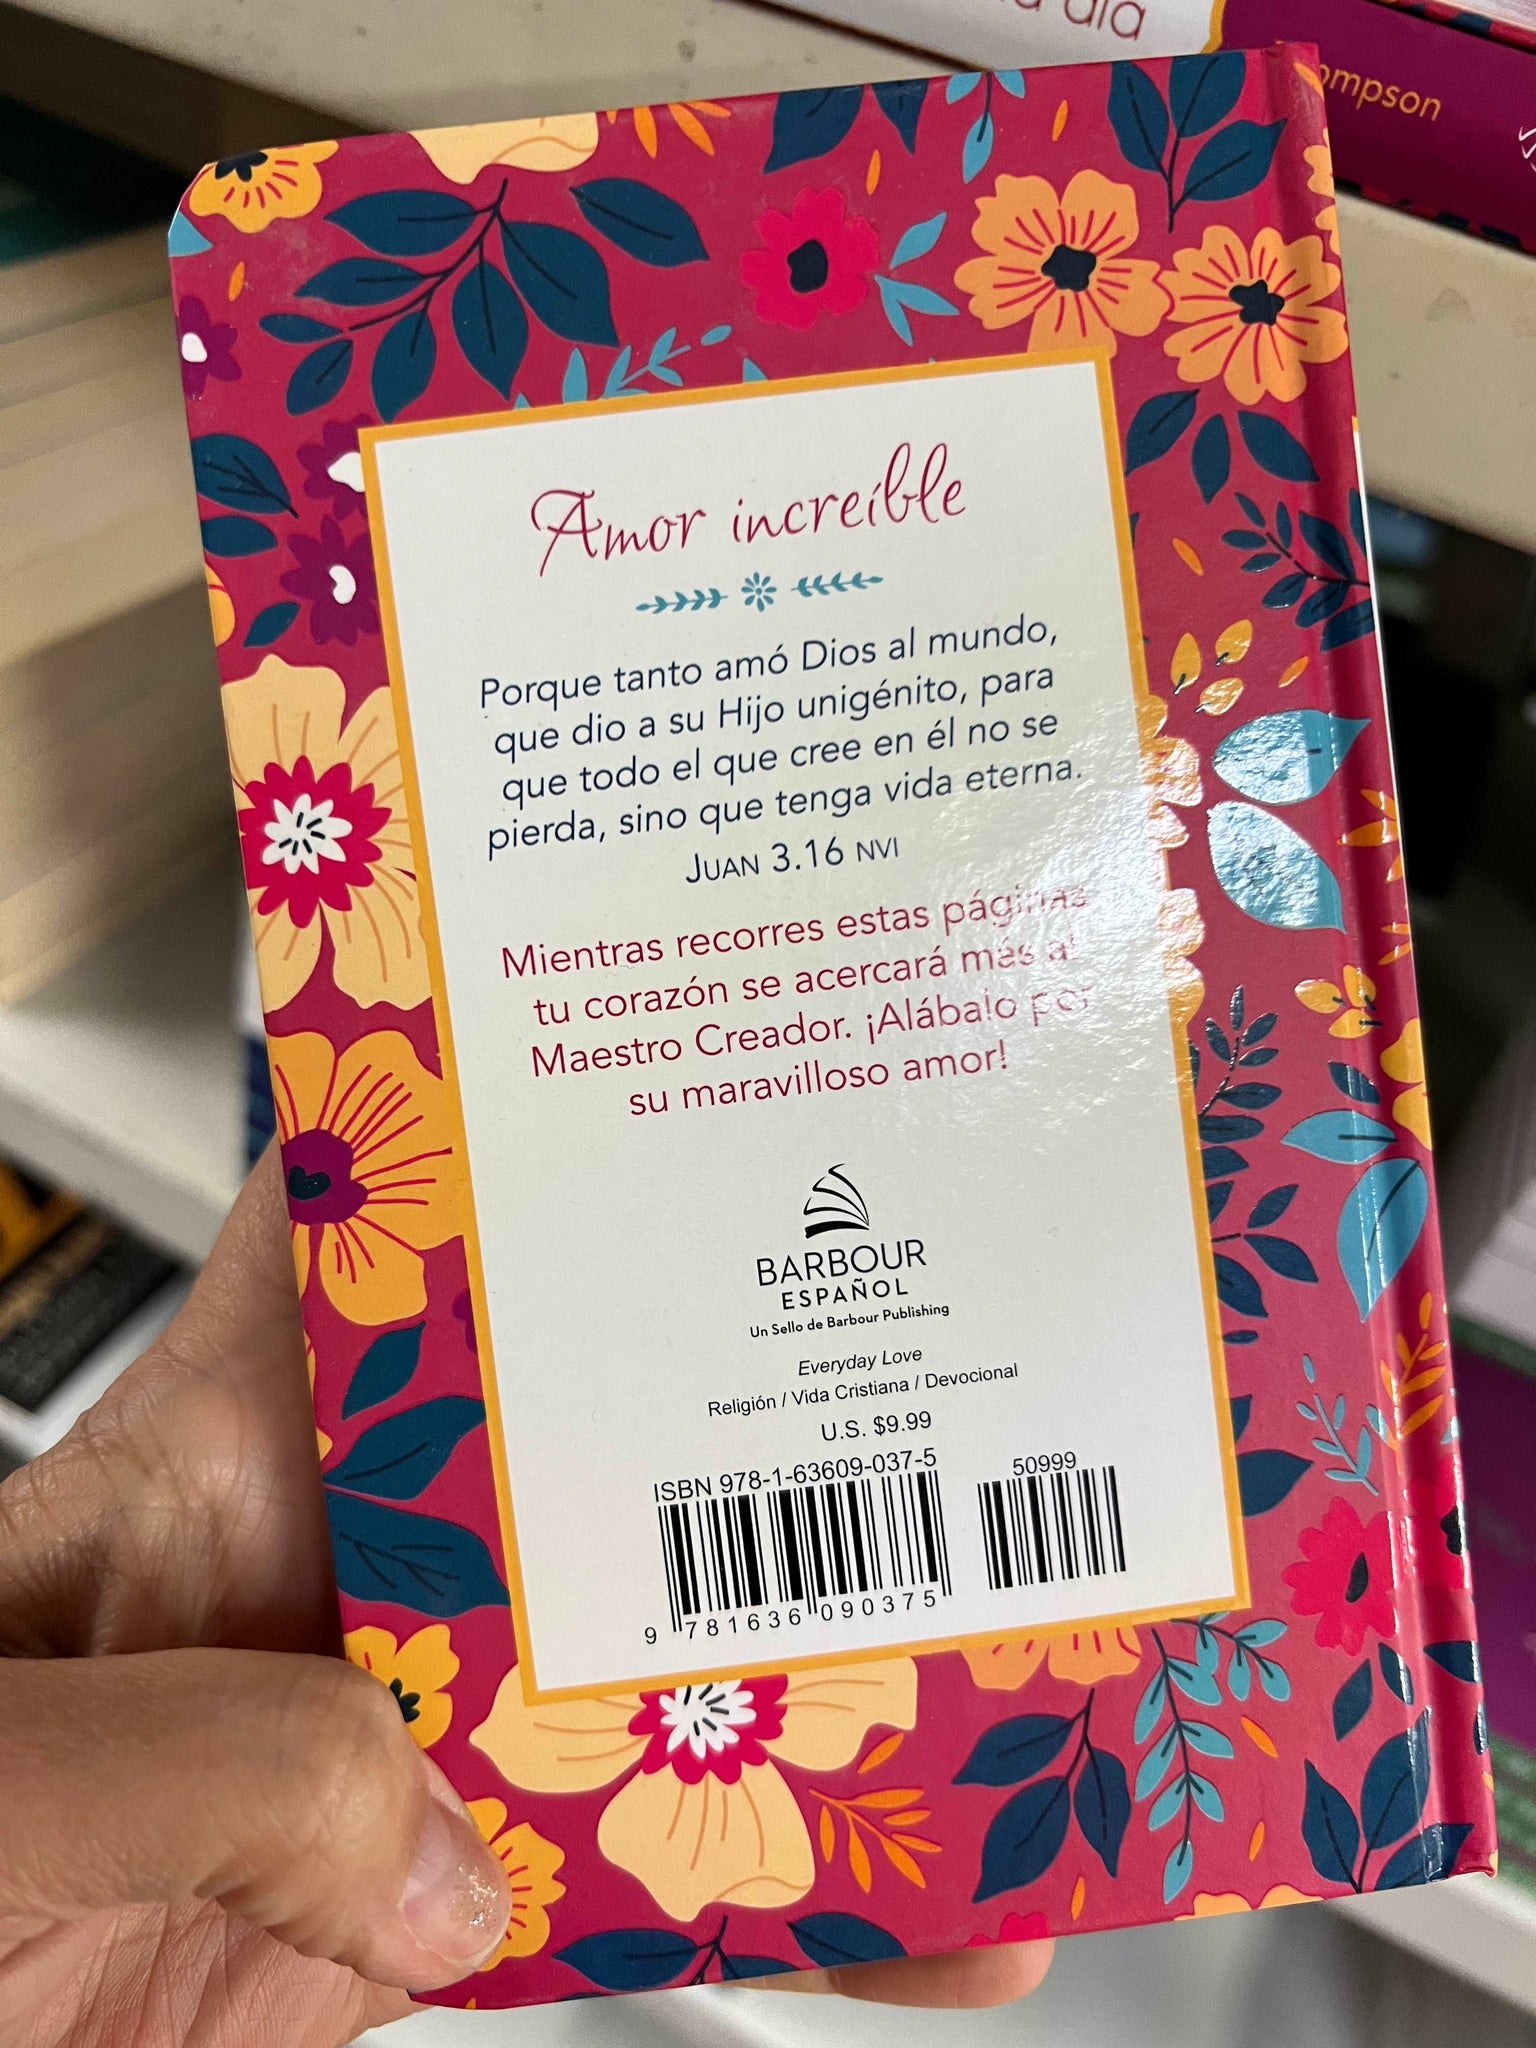 día
ompson
Amor increíble
Porque tanto amó Dios al mundo,
que dio a su Hijo unigénito, para
que todo el que cree en él no se
pierda, sino que tenga vida eterna.
Juan 3.16 NVI
Mientras recorres estas páginas
tu corazón se acercará más al
Maestro Creador. ¡Alábalo por
su maravilloso amor!
BARBOUR
ESPAÑOL
Un Sello de Barbour Publishing
Everyday Love
Religión / Vida Cristiana / Devocional
U.S. $9.99
ISBN 978-1-63609-037-5
50999
9 781636 090375